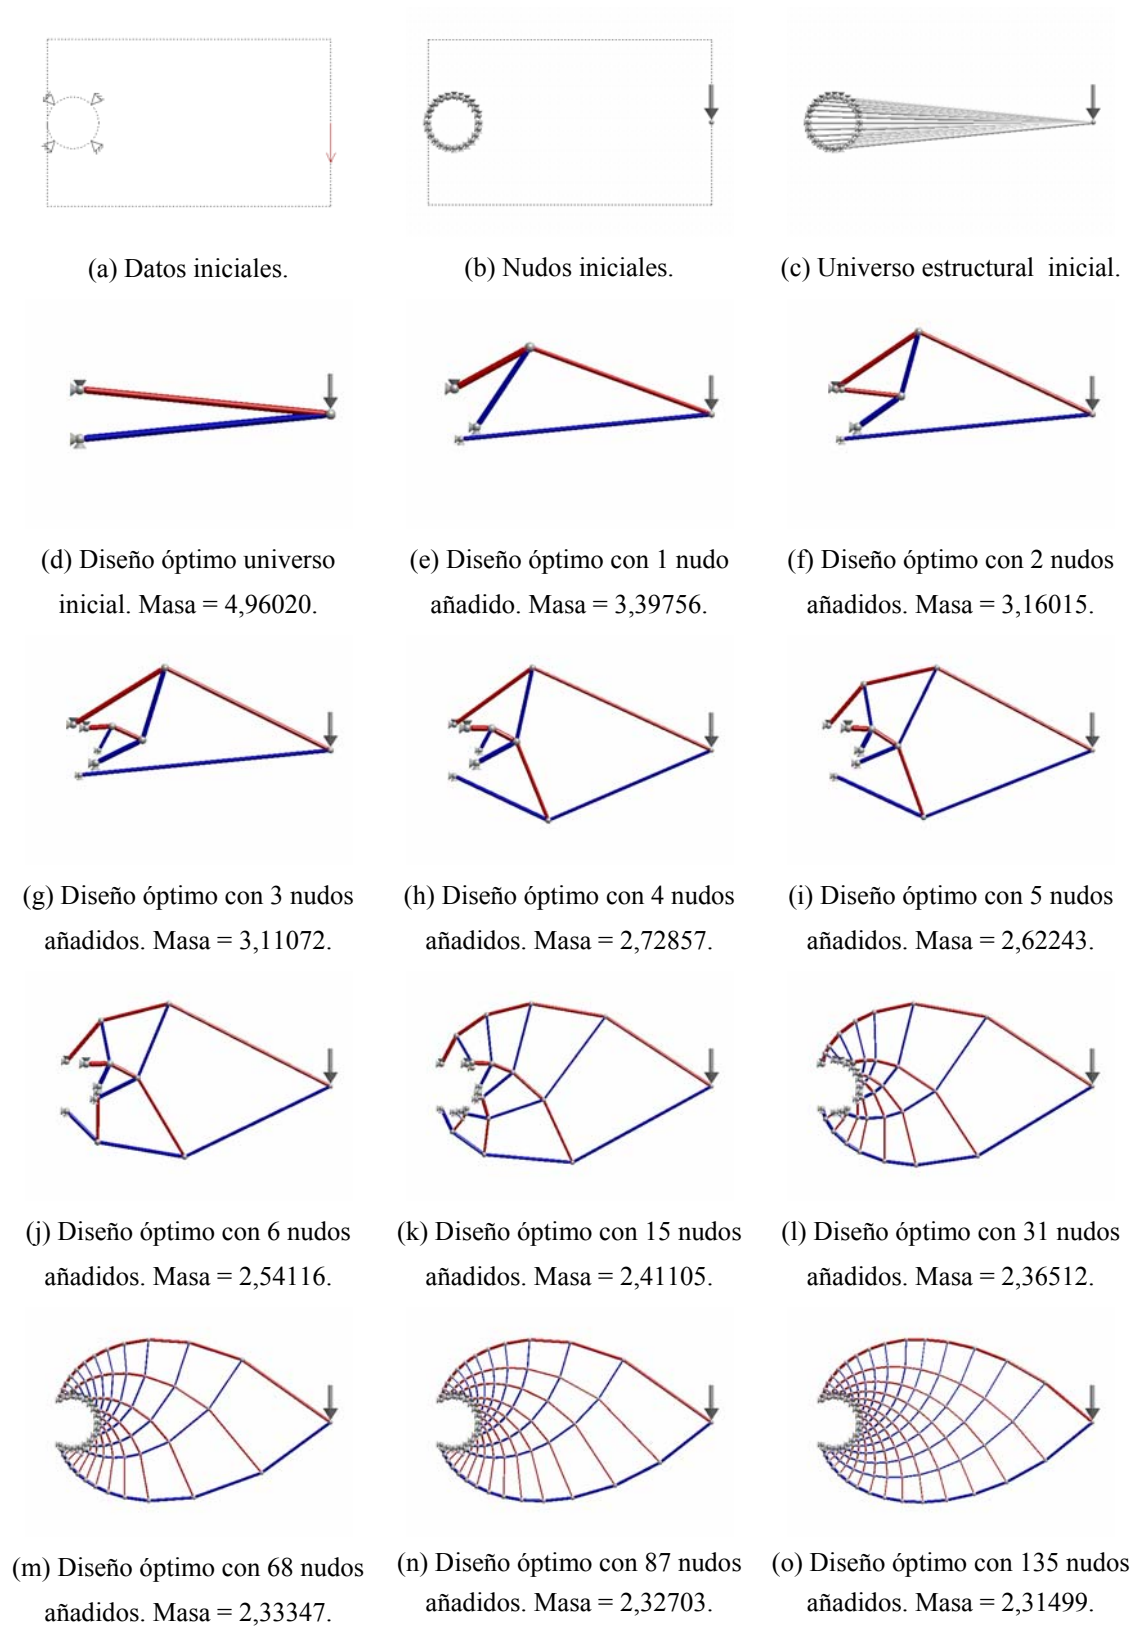 (a) Datos iniciales.
(b) Nudos iniciales.
(c) Universo estructural inicial.
(d) Diseño óptimo universo
inicial. Masa = 4,96020.
(e) Diseño óptimo con 1 nudo
añadido. Masa = 3,39756.
(f) Diseño óptimo con 2 nudos
añadidos. Masa = 3,16015.
(g) Diseño óptimo con 3 nudos
añadidos. Masa = 3,11072.
(h) Diseño óptimo con 4 nudos
añadidos. Masa = 2,72857.
(i) Diseño óptimo con 5 nudos
añadidos. Masa = 2,62243.
(j) Diseño óptimo con 6 nudos
añadidos. Masa = 2,54116.
(k) Diseño óptimo con 15 nudos
añadidos. Masa = 2,41105.
(l) Diseño óptimo con 31 nudos
añadidos. Masa = 2,36512.
(m) Diseño óptimo con 68 nudos
añadidos. Masa = 2,33347.
(n) Diseño óptimo con 87 nudos
añadidos. Masa = 2,32703.
(o) Diseño óptimo con 135 nudos
añadidos. Masa = 2,31499.